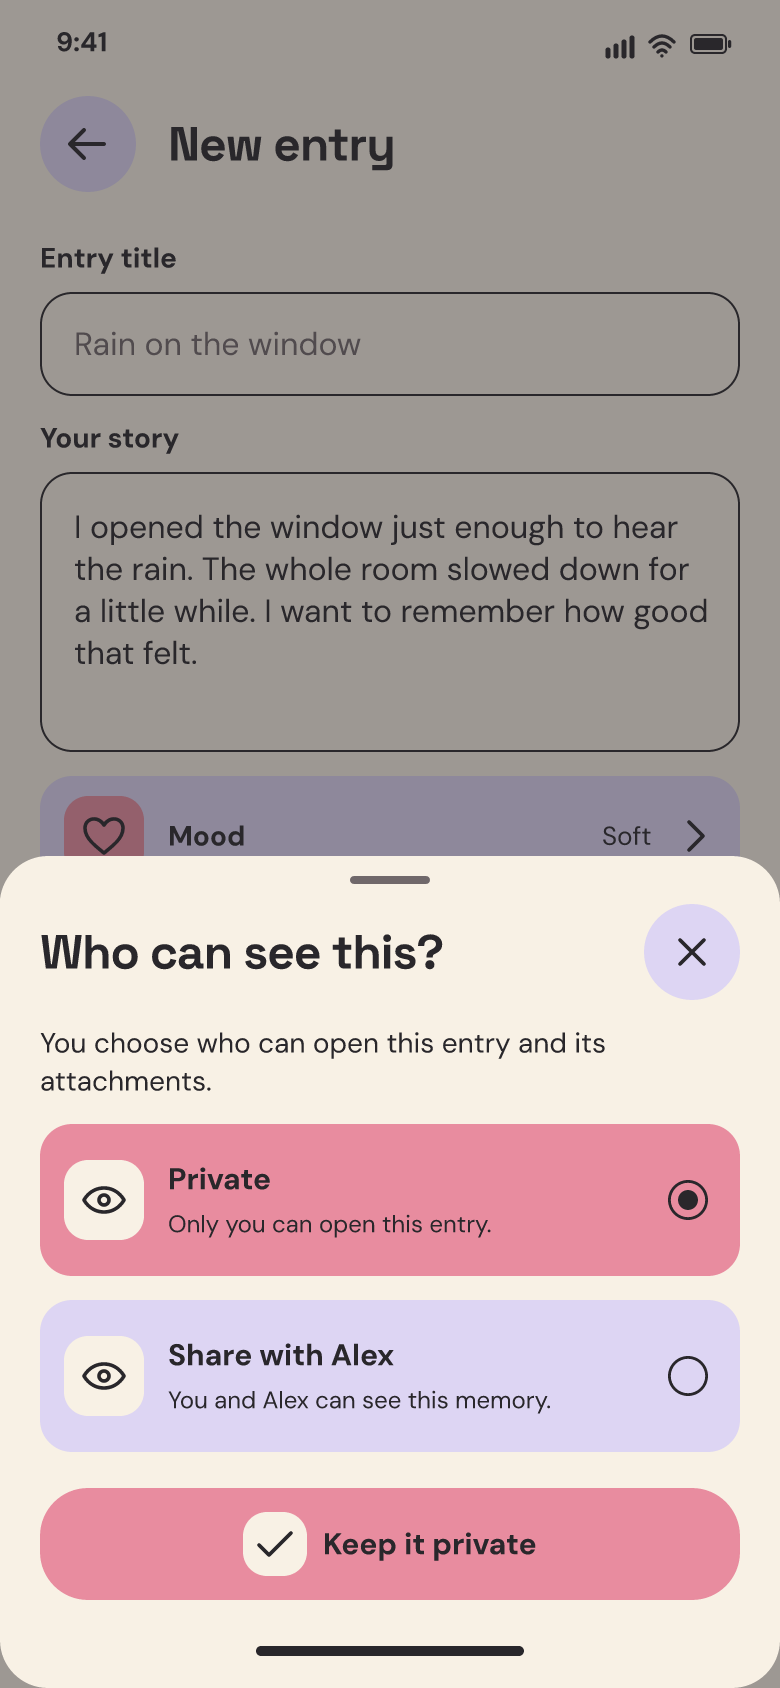 9:41
New entry
Entry title
Rain on the window
Your story
I opened the window just enough to hear
the rain. The whole room slowed down for
a little while. I want to remember how good
that felt.
Mood
Soft
Who can see this?
You choose who can open this entry and its
attachments.
Private
Only you can open this entry.
Share with Alex
You and Alex can see this memory.
Keep it private